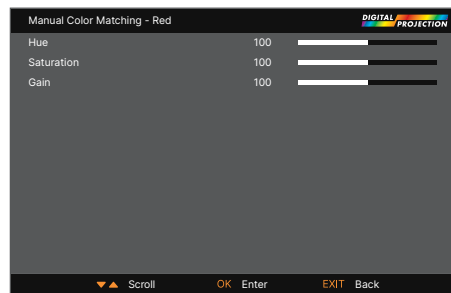 Manual Color Matching - Red
DIGITAL PROJECTION
Hue 100
Saturation 100
Gain 100
▼▲ Scroll OK Enter EXIT Back